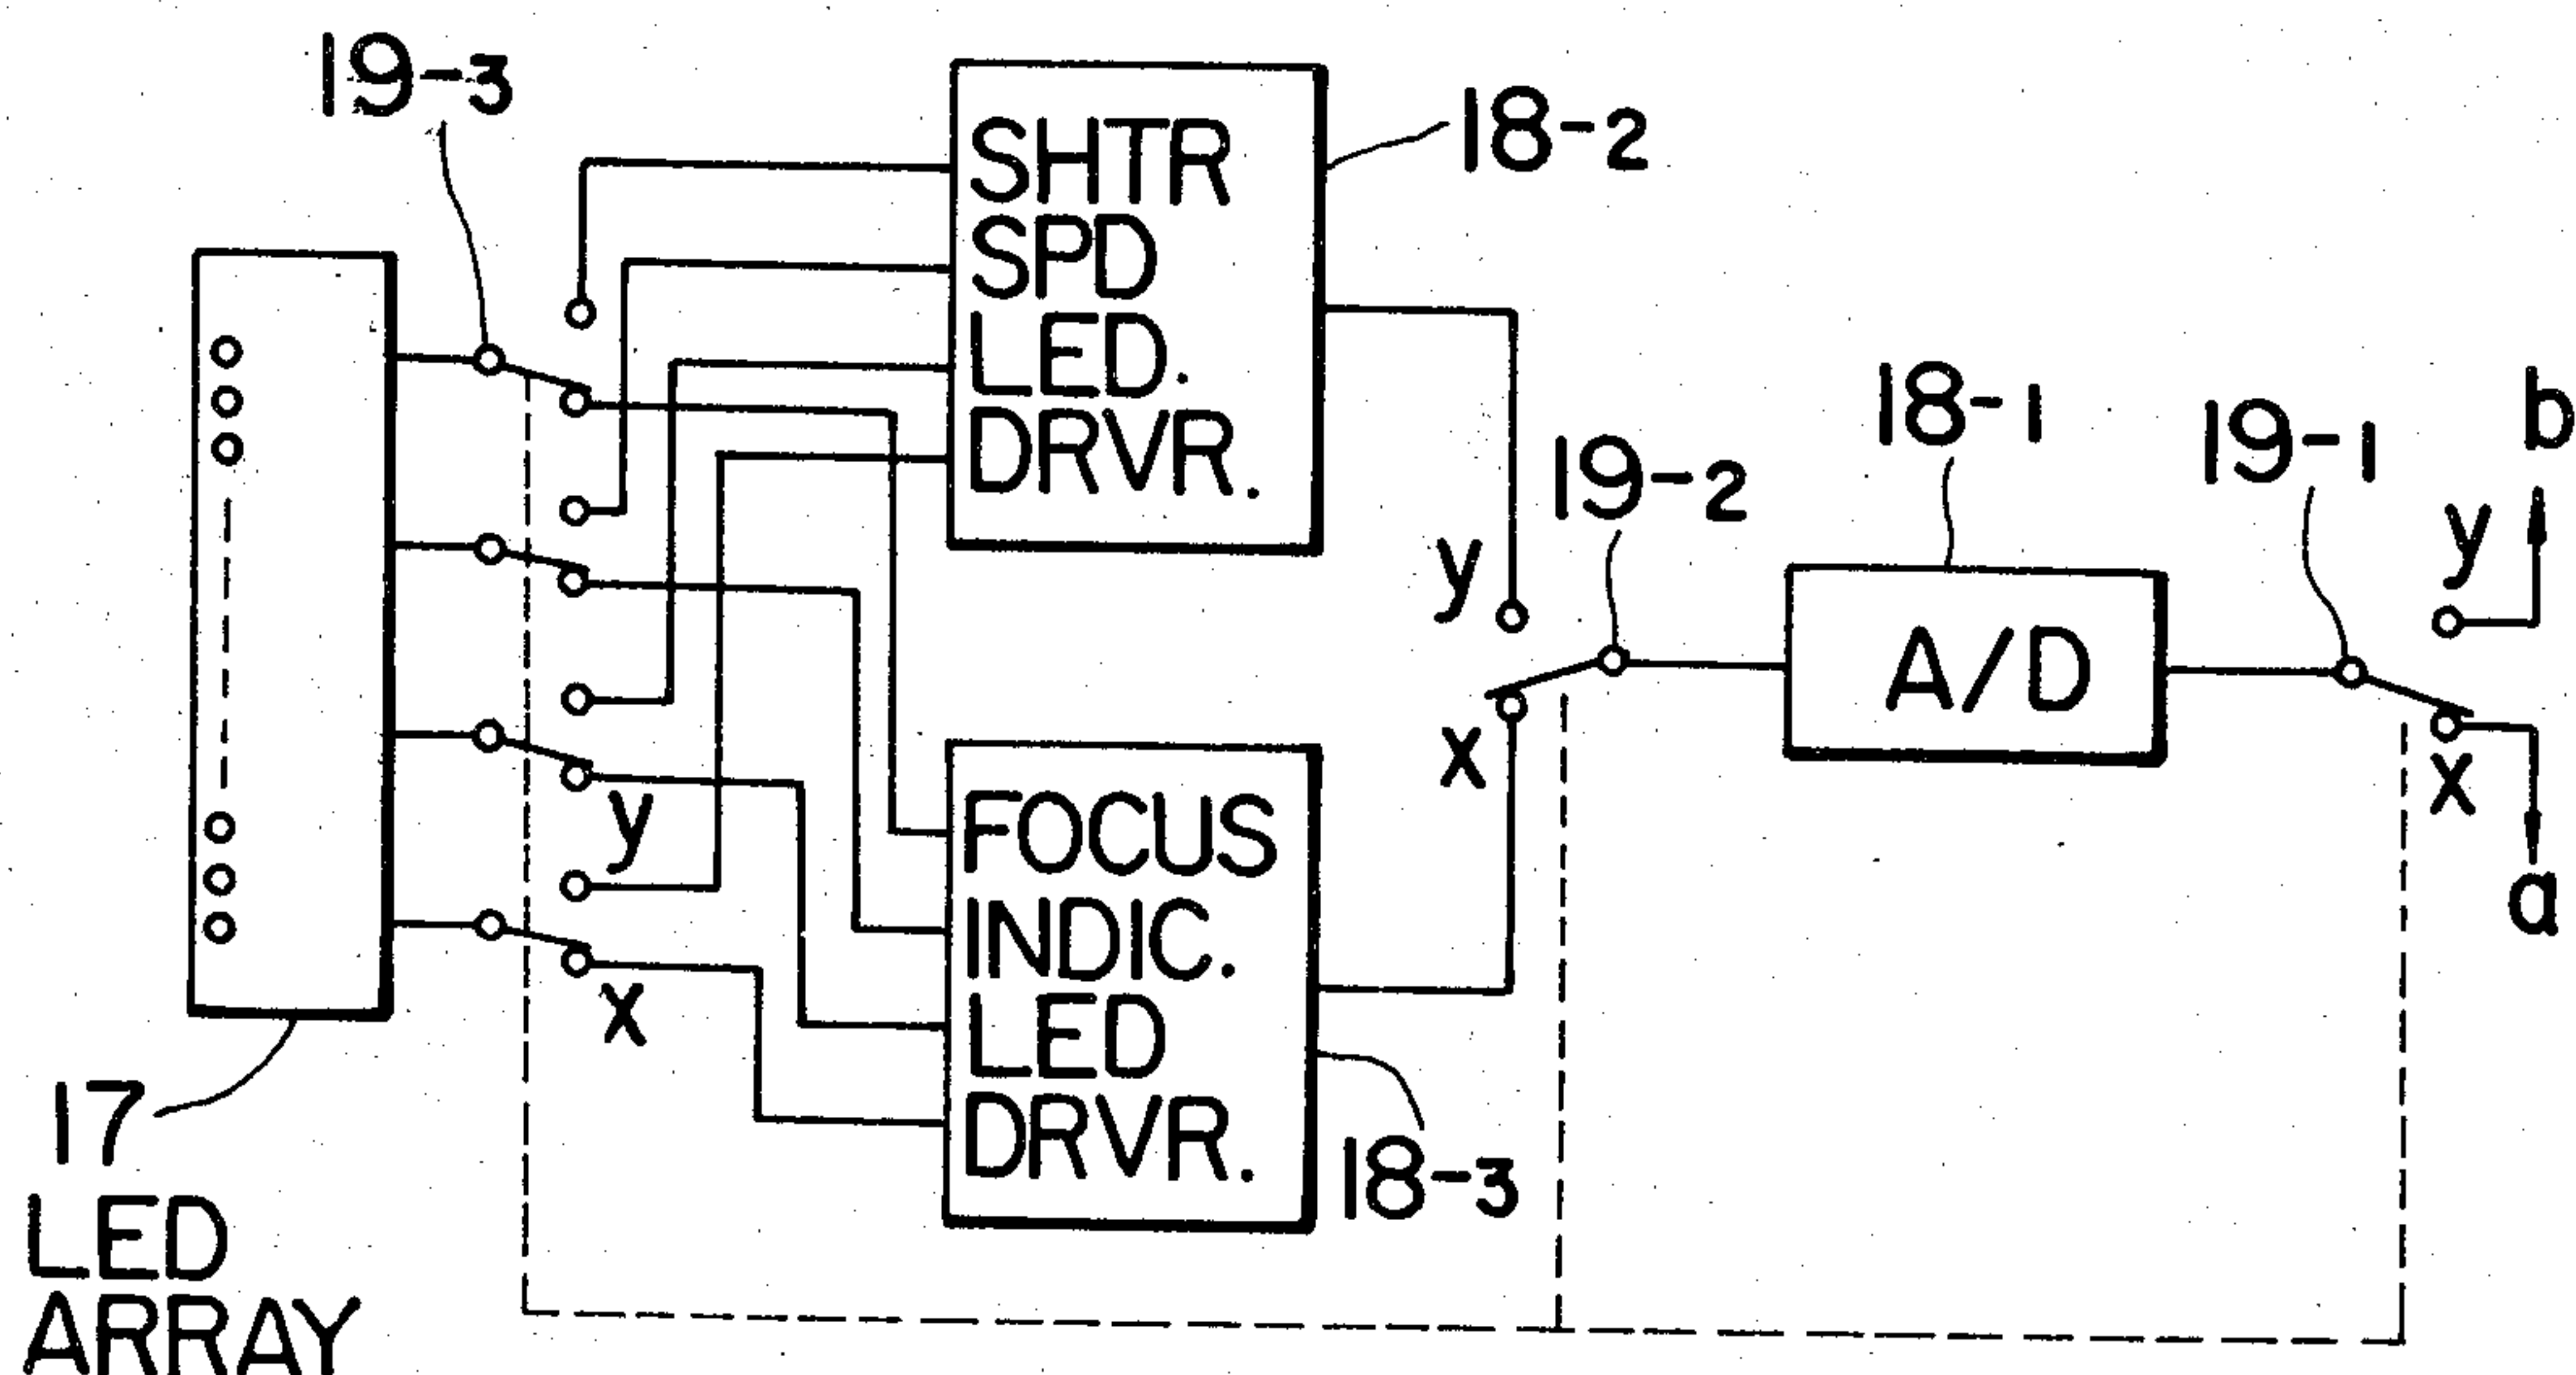 19-3
SHTR
SPD
LED.
DRVR.
18-2
y
19-2
x
18-1
A/D
19-1
b
y
x
a
y
x
FOCUS
INDIC.
LED
DRVR.
18-3
17
LED
ARRAY